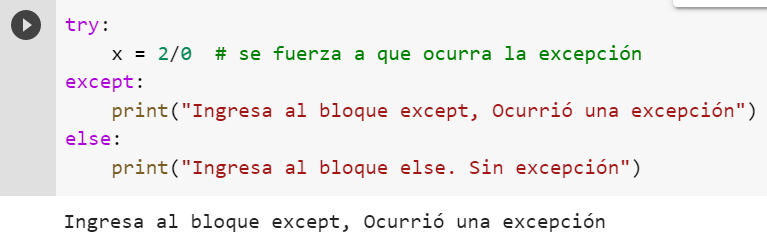 try:
    x = 2/0  # se fuerza a que ocurra la excepción
except:
    print("Ingresa al bloque except, Ocurrió una excepción")
else:
    print("Ingresa al bloque else. Sin excepción")
Ingresa al bloque except, Ocurrió una excepción